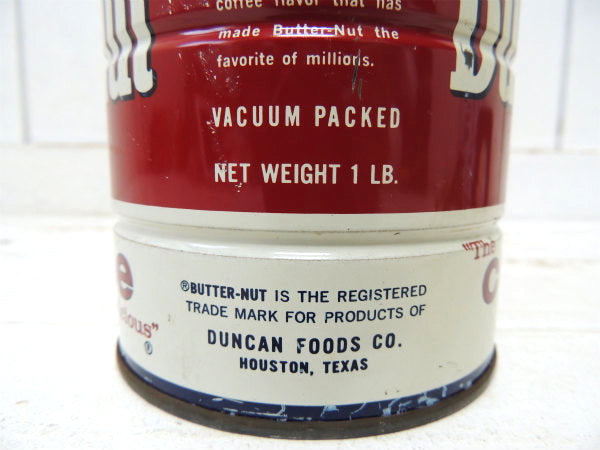 coffee flavor that has
made Butter-Nut the
favorite of millions.
VACUUM PACKED
NET WEIGHT 1 LB.
"The
®BUTTER-NUT IS THE REGISTERED
TRADE MARK FOR PRODUCTS OF
DUNCAN FOODS CO.
HOUSTON, TEXAS
®